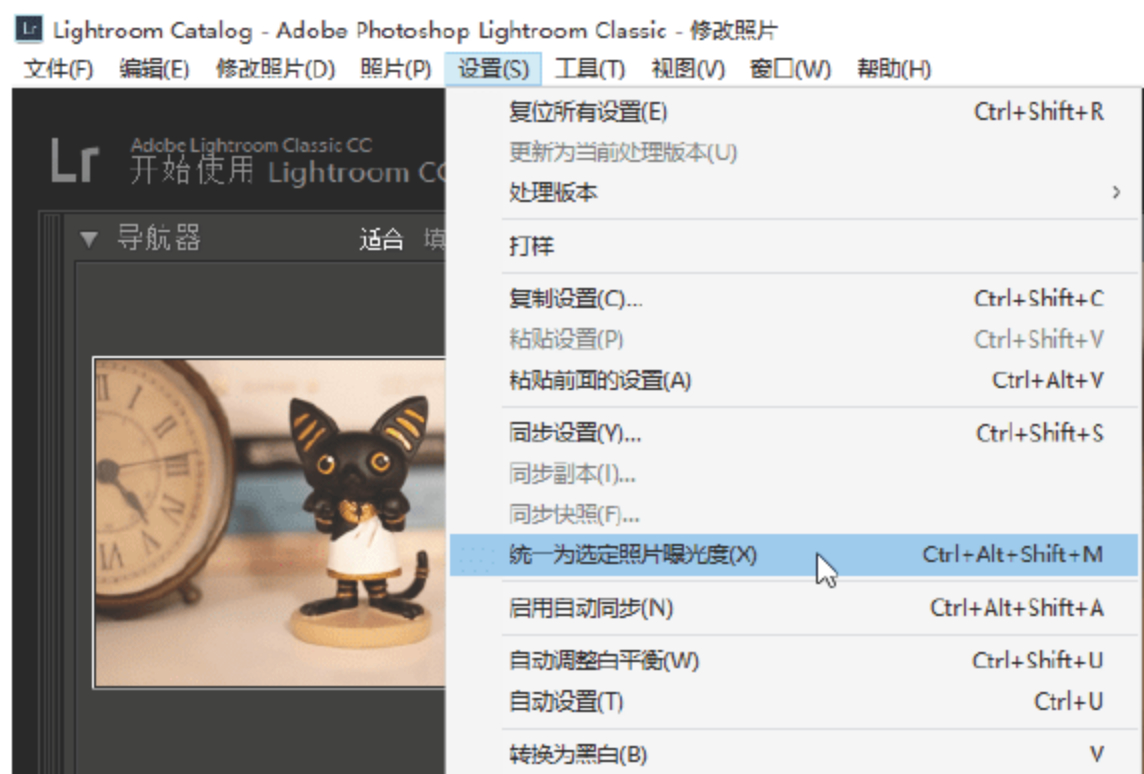 Lr Lightroom Catalog - Adobe Photoshop Lightroom Classic - 修改照片
文件(F) 编辑(E) 修改照片(D) 照片(P) 设置(S) 工具(T) 视图(V) 窗口(W) 帮助(H)
Lr
Adobe Lightroom Classic CC
开始使用 Lightroom CC
导航器 适合 填
复位所有设置(E) Ctrl+Shift+R
更新为当前处理版本(U)
处理版本
打样
复制设置(C)... Ctrl+Shift+C
粘贴设置(P) Ctrl+Shift+V
粘贴前面的设置(A) Ctrl+Alt+V
同步设置(Y)... Ctrl+Shift+S
同步副本(I)...
同步快照(F)...
统一为选定照片曝光度(X) Ctrl+Alt+Shift+M
启用自动同步(N) Ctrl+Alt+Shift+A
自动调整白平衡(W) Ctrl+Shift+U
自动设置(T) Ctrl+U
转换为黑白(B) V